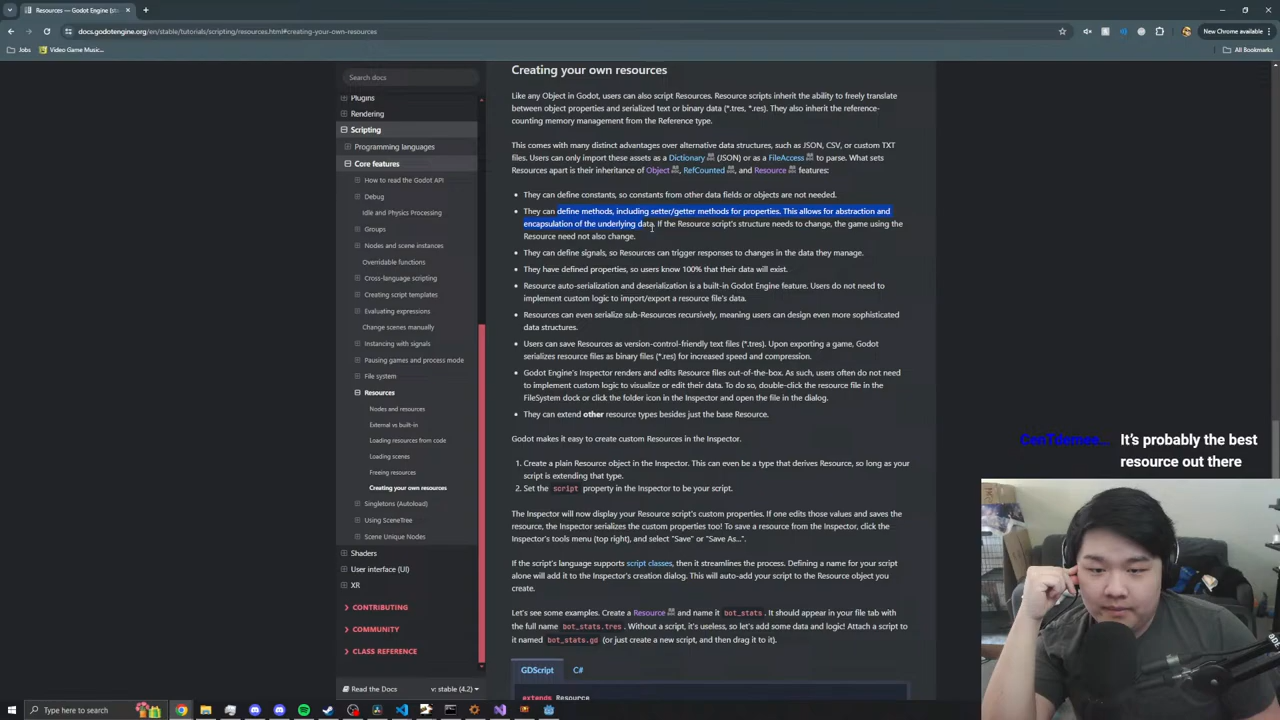 Resources — Godot Engine (
docs.godotengine.org/en/stable/tutorials/scripting/resources.html#creating-your-own-resources
New Chrome available
Jobs
Video Game Music...
All Bookmarks
Search docs
Plugins
Rendering
Scripting
Programming languages
Core features
How to read the Godot API
Debug
Idle and Physics Processing
Groups
Nodes and scene instances
Overridable functions
Cross-language scripting
Creating script templates
Evaluating expressions
Change scenes manually
Instancing with signals
Pausing games and process mode
File system
Resources
Nodes and resources
External vs built-in
Loading resources from code
Loading scenes
Freeing resources
Creating your own resources
Singletons (Autoload)
Using SceneTree
Scene Unique Nodes
Shaders
User interface (UI)
XR
CONTRIBUTING
COMMUNITY
CLASS REFERENCE
Read the Docs
v: stable (4.2)
Creating your own resources
Like any Object in Godot, users can also script Resources. Resource scripts inherit the ability to freely translate
between object properties and serialized text or binary data (*.tres, *.res). They also inherit the reference-
counting memory management from the Reference type.
This comes with many distinct advantages over alternative data structures, such as JSON, CSV, or custom TXT
files. Users can only import these assets as a Dictionary (JSON) or as a FileAccess to parse. What sets
Resources apart is their inheritance of Object, RefCounted, and Resource features:
They can define constants, so constants from other data fields or objects are not needed.
They can define methods, including setter/getter methods for properties. This allows for abstraction and
encapsulation of the underlying data. If the Resource script's structure needs to change, the game using the
Resource need not also change.
They can define signals, so Resources can trigger responses to changes in the data they manage.
They have defined properties, so users know 100% that their data will exist.
Resource auto-serialization and deserialization is a built-in Godot Engine feature. Users do not need to
implement custom logic to import/export a resource file's data.
Resources can even serialize sub-Resources recursively, meaning users can design even more sophisticated
data structures.
Users can save Resources as version-control-friendly text files (*.tres). Upon exporting a game, Godot
serializes resource files as binary files (*.res) for increased speed and compression.
Godot Engine's Inspector renders and edits Resource files out-of-the-box. As such, users often do not need
to implement custom logic to visualize or edit their data. To do so, double-click the resource file in the
FileSystem dock or click the folder icon in the Inspector and open the file in the dialog.
They can extend other resource types besides just the base Resource.
Godot makes it easy to create custom Resources in the Inspector.
1. Create a plain Resource object in the Inspector. This can even be a type that derives Resource, so long as your
script is extending that type.
2. Set the script property in the Inspector to be your script.
The Inspector will now display your Resource script's custom properties. If one edits those values and saves the
resource, the Inspector serializes the custom properties too! To save a resource from the Inspector, click the
Inspector's tools menu (top right), and select "Save" or "Save As...".
If the script's language supports script classes, then it streamlines the process. Defining a name for your script
alone will add it to the Inspector's creation dialog. This will auto-add your script to the Resource object you
create.
Let's see some examples. Create a Resource and name it bot_stats. It should appear in your file tab with
the full name bot_stats.tres. Without a script, it's useless, so let's add some data and logic! Attach a script to
it named bot_stats.gd (or just create a new script, and then drag it to it).
GDScript C#
extends Resource
It's probably the best
resource out there
Type here to search